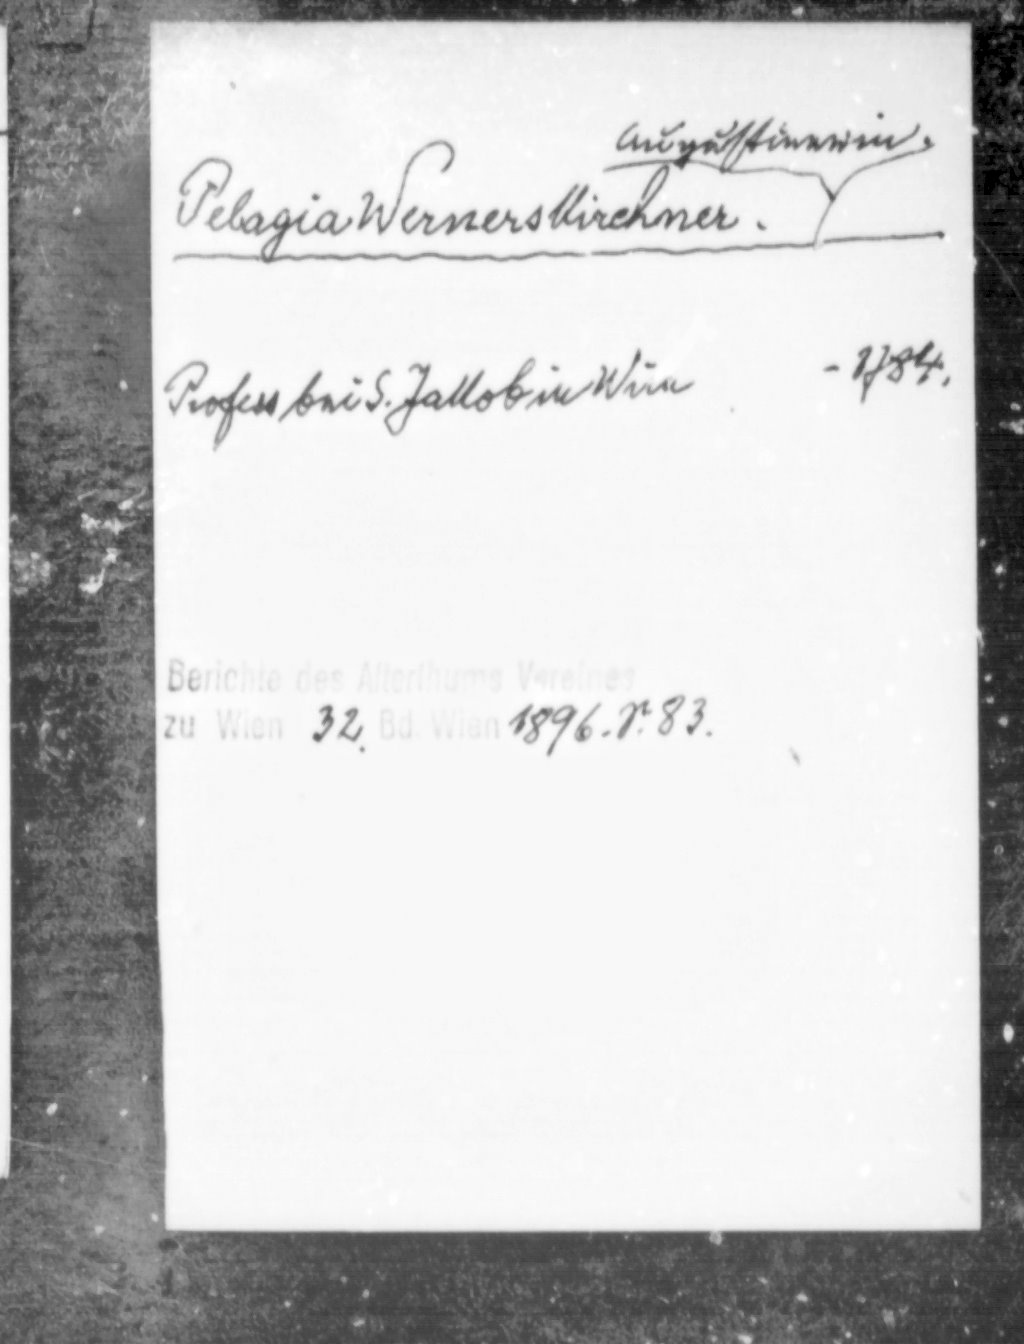 Augustinerin.
Pelagia Wernerskirchner.
Profess bei S. Jakob in Wien - 1784.
Berichte des Alterthums Vereines
zu Wien 32. Bd. Wien 1896. S. 83.